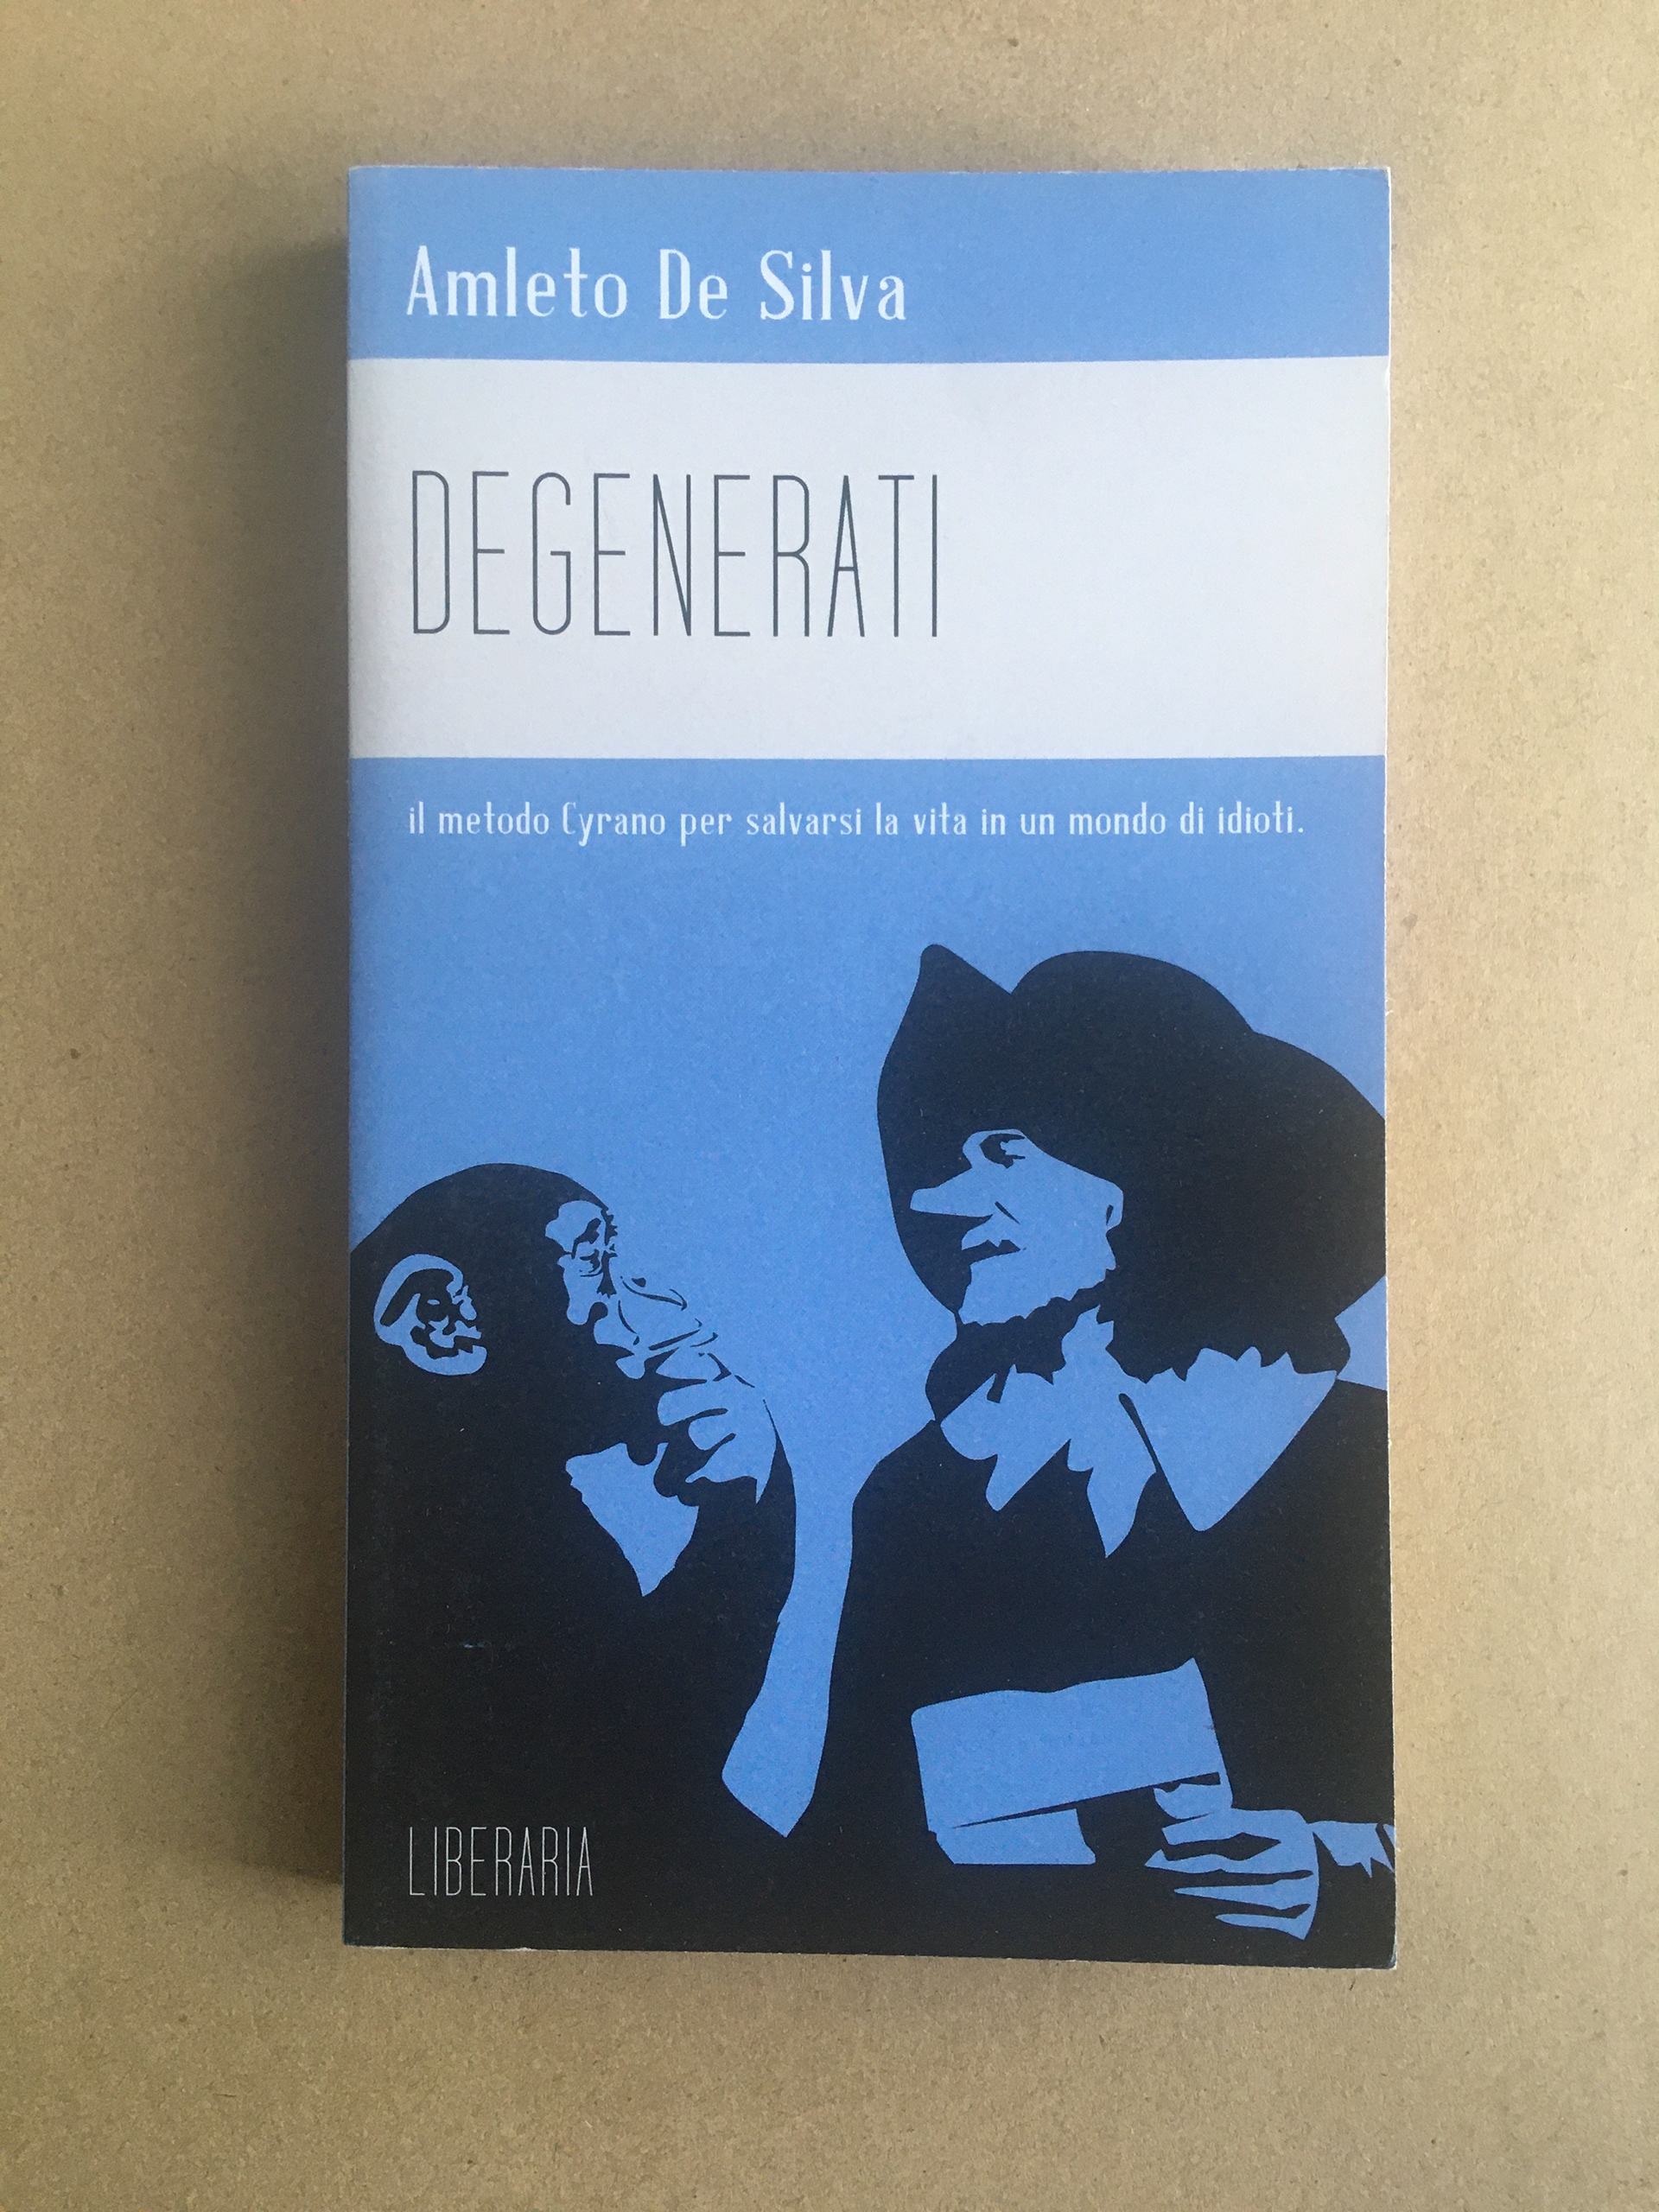 Amleto De Silva
DEGENERATI
il metodo Cyrano per salvarsi la vita in un mondo di idioti.
LIBERARIA